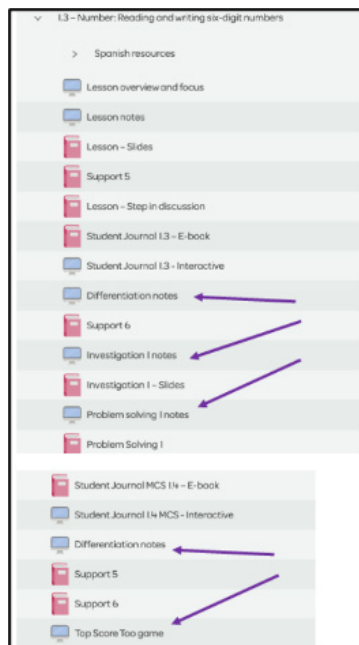 1.3 – Number: Reading and writing six-digit numbers
Spanish resources
Lesson overview and focus
Lesson notes
Lesson – Slides
Support 5
Lesson – Step in discussion
Student Journal 1.3 – E-book
Student Journal 1.3 - Interactive
Differentiation notes
Support 6
Investigation 1 notes
Investigation 1 – Slides
Problem solving 1 notes
Problem Solving 1
Student Journal MCS 1.4 – E-book
Student Journal 1.4 MCS - Interactive
Differentiation notes
Support 5
Support 6
Top Score Too game